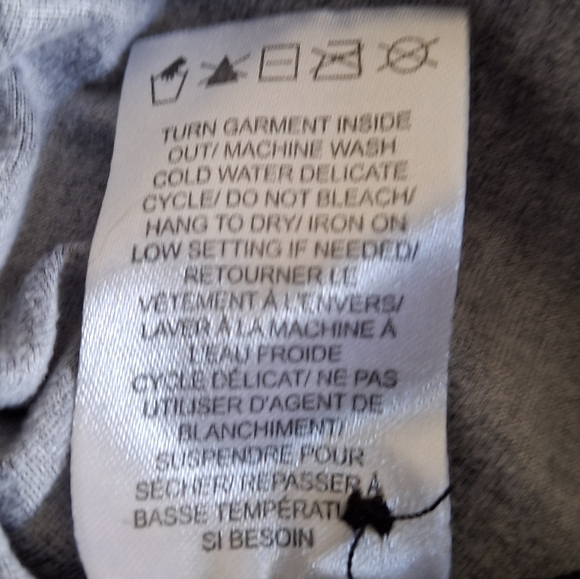 TURN GARMENT INSIDE
OUT/ MACHINE WASH
COLD WATER DELICATE
CYCLE/ DO NOT BLEACH/
HANG TO DRY/ IRON ON
LOW SETTING IF NEEDED/
RETOURNER LE
VÊTEMENT À L'ENVERS/
LAVER À LA MACHINE À
L'EAU FROIDE
CYCLE DÉLICAT/ NE PAS
UTILISER D'AGENT DE
BLANCHIMENT/
SUSPENDRE POUR
SÉCHER/ REPASSER À
BASSE
SI BESOIN